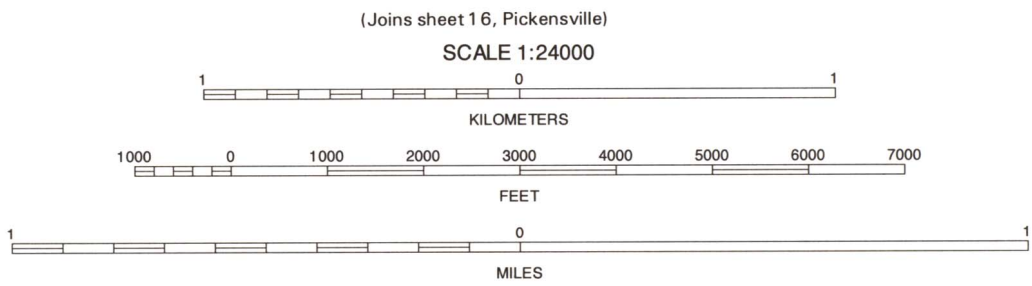 (Joins sheet 16, Pickensville)
SCALE 1:24000
1 0 1
KILOMETERS
1000 0 1000 2000 3000 4000 5000 6000 7000
FEET
1 0 1
MILES